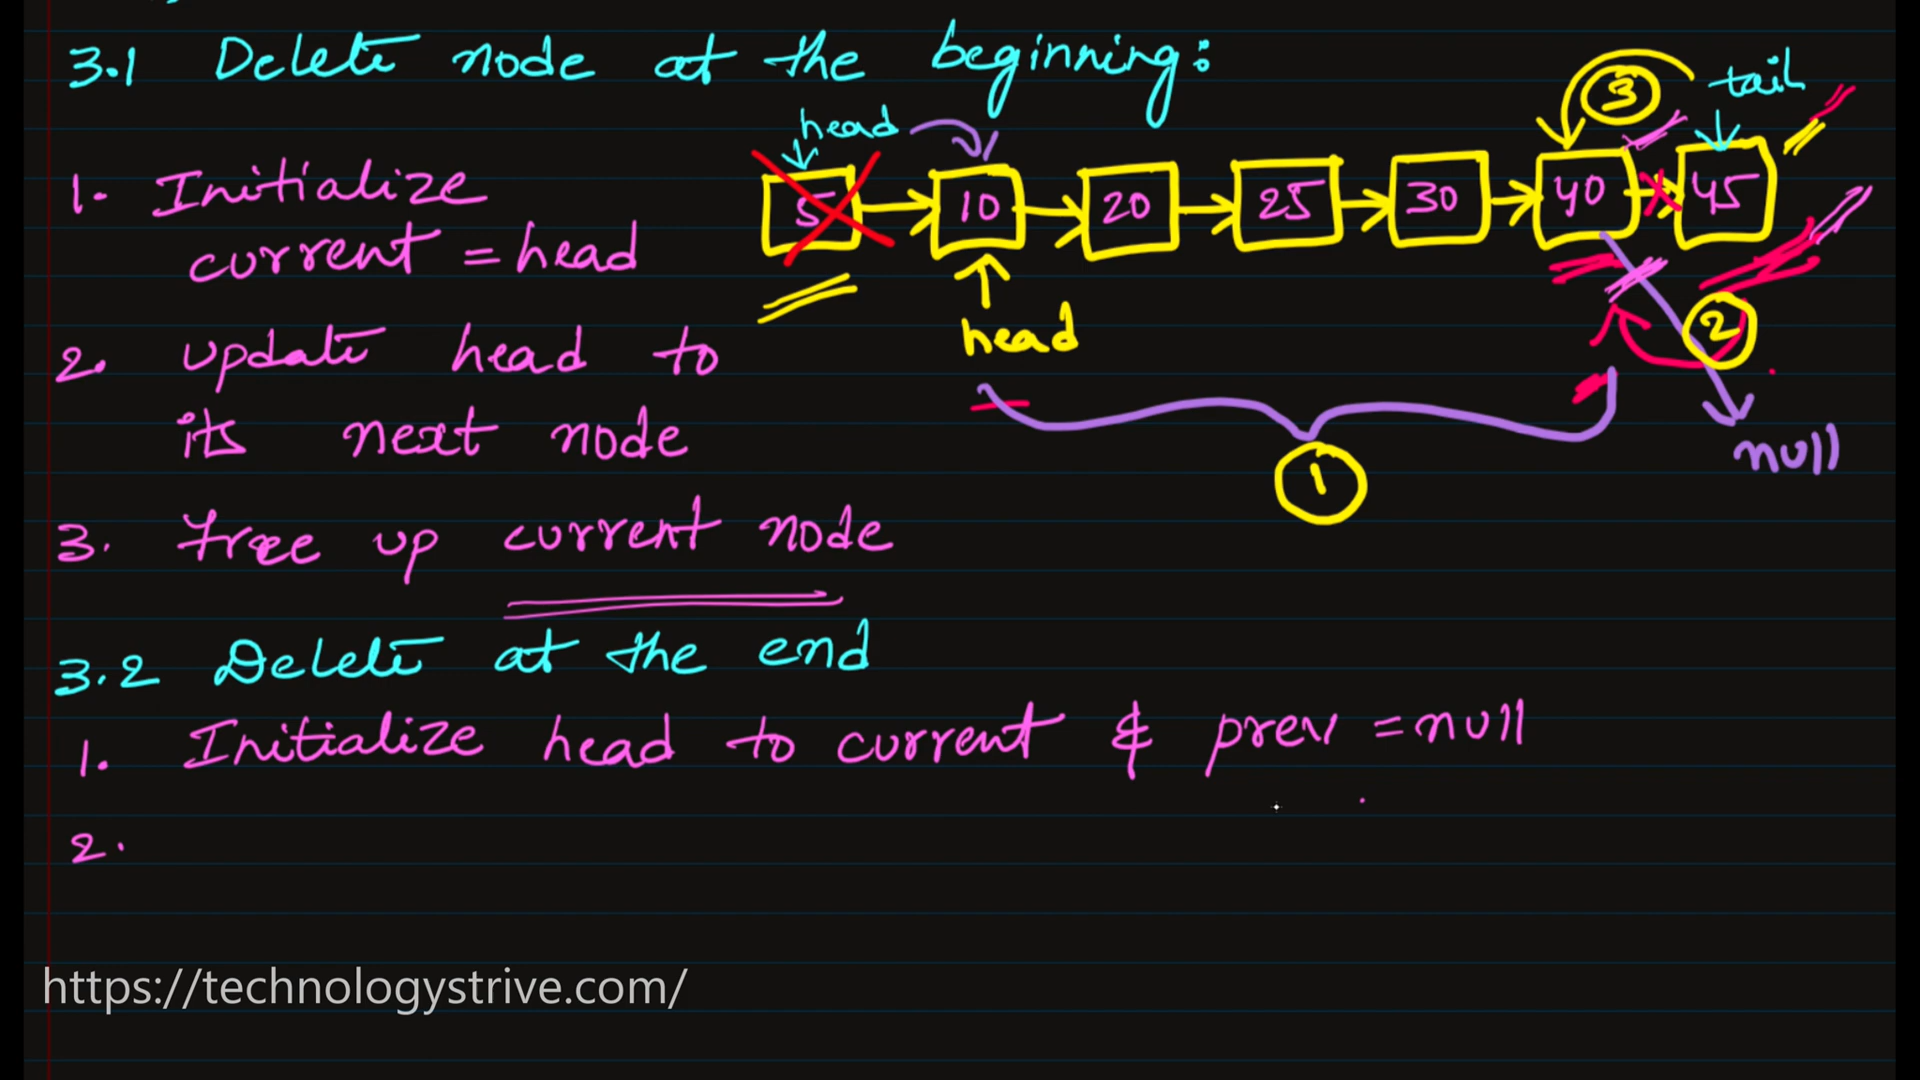 3.1 Delete node at the beginning:
head
tail
3
5 10 20 25 30 40 45
1. Initialize
current = head
head
2
2. update head to
its next node
null
1
3. Free up current node
3.2 Delete at the end
1. Initialize head to current & prev = null
2.
https://technologystrive.com/